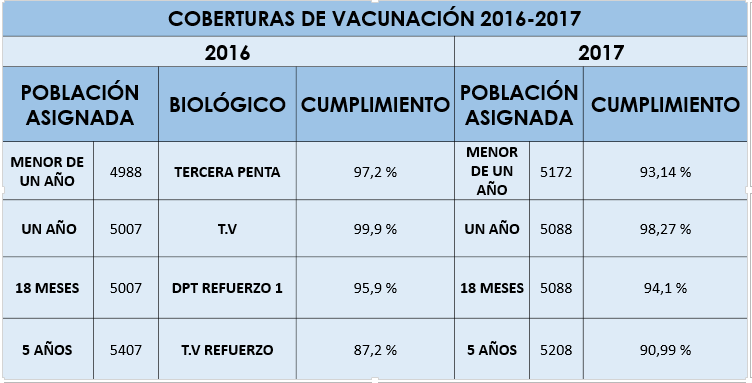 COBERTURAS DE VACUNACIÓN 2016-2017
2016 2017
POBLACIÓN ASIGNADA BIOLÓGICO CUMPLIMIENTO POBLACIÓN ASIGNADA CUMPLIMIENTO
MENOR DE UN AÑO 4988 TERCERA PENTA 97,2 % MENOR DE UN AÑO 5172 93,14 %
UN AÑO 5007 T.V 99,9 % UN AÑO 5088 98,27 %
18 MESES 5007 DPT REFUERZO 1 95,9 % 18 MESES 5088 94,1 %
5 AÑOS 5407 T.V REFUERZO 87,2 % 5 AÑOS 5208 90,99 %